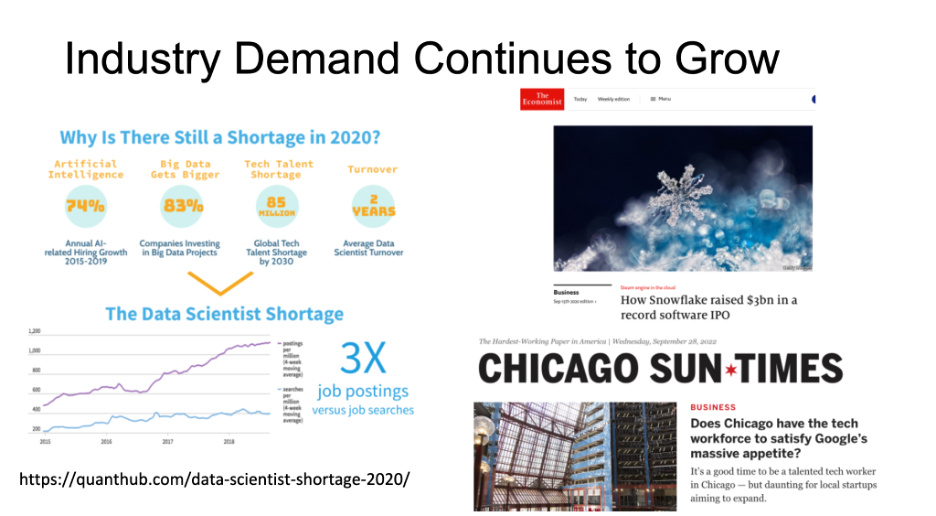 Industry Demand Continues to Grow
Why Is There Still a Shortage in 2020?
Artificial
Intelligence
74%
Annual AI-
related Hiring Growth
2015-2019
Big Data
Gets Bigger
83%
Companies Investing
in Big Data Projects
Tech Talent
Shortage
85
MILLION
Global Tech
Talent Shortage
by 2030
Turnover
2
YEARS
Average Data
Scientist Turnover
The Data Scientist Shortage
1,200
1,000
800
600
400
200
2015
2016
2017
2018
postings
per
million
(4-week
moving
average)
searches
per
million
(4-week
moving
average)
3X
job postings
versus job searches
https://quanthub.com/data-scientist-shortage-2020/
The
Economist
Today
Weekly edition
Menu
Business
Sep 15th 2020 edition
Steam engine in the cloud
How Snowflake raised $3bn in a
record software IPO
The Hardest-Working Paper in America | Wednesday, September 28, 2022
CHICAGO SUN TIMES
BUSINESS
Does Chicago have the tech
workforce to satisfy Google's
massive appetite?
It's a good time to be a talented tech worker
in Chicago — but daunting for local startups
aiming to expand.